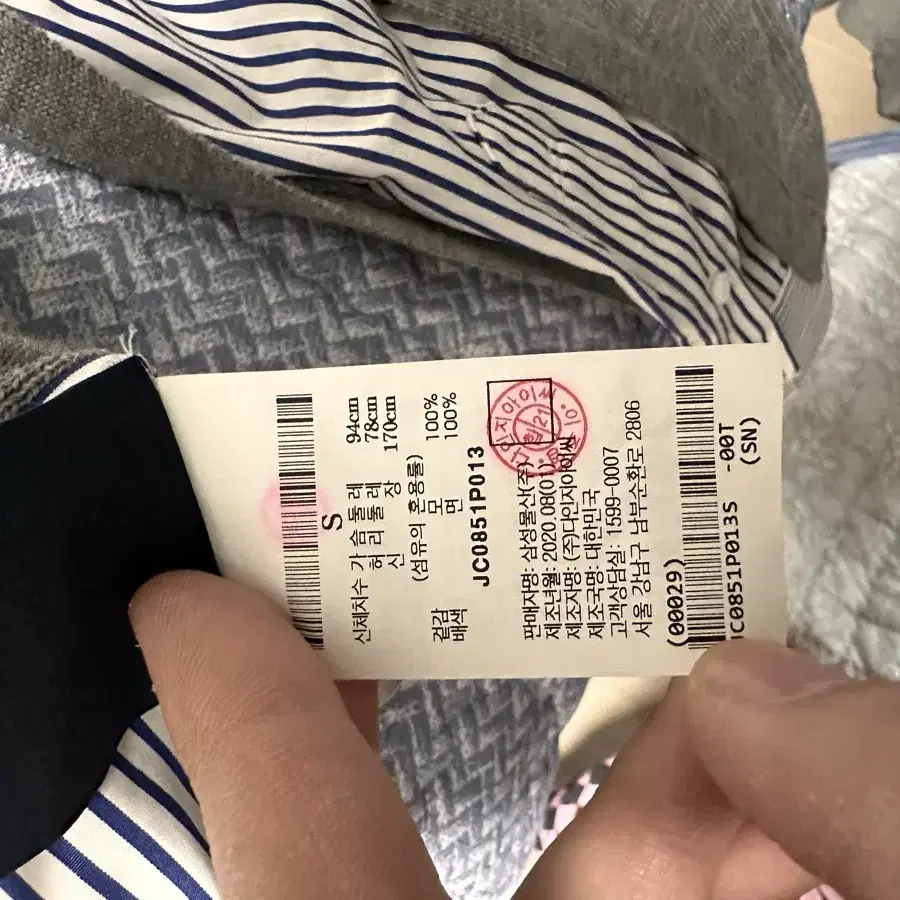 S
신체치수 가슴둘레 94cm
허리둘레 78cm
신장 170cm
(섬유의 혼용률)
겉감 모 100%
배색 면 100%
JC0851P013
판매자명: 삼성물산(주)
제조년월: 2020.08(01)
제조자명: (주)다인지아이씨
제조국명: 대한민국
고객상담실: 1599-0007
서울 강남구 남부순환로 2806
(00029)
JC0851P013S -00T
(SN)